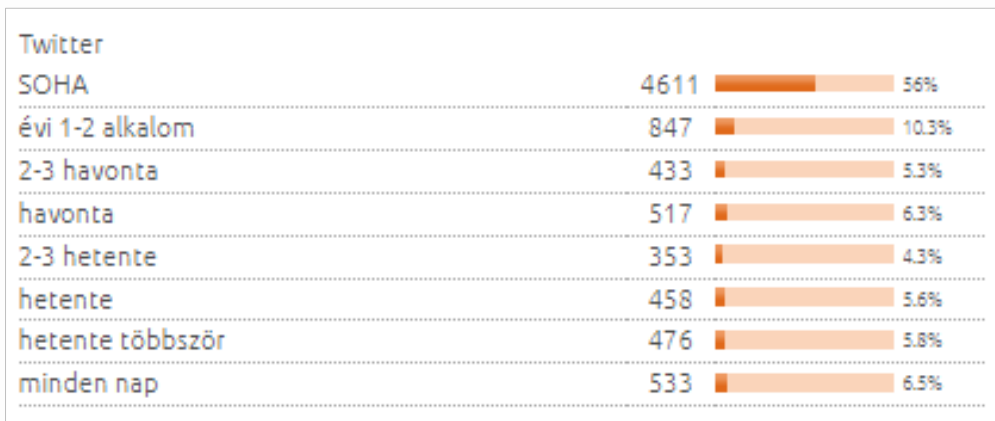 Twitter
SOHA 4611 56%
évi 1-2 alkalom 847 10.3%
2-3 havonta 433 5.3%
havonta 517 6.3%
2-3 hetente 353 4.3%
hetente 458 5.6%
hetente többször 476 5.8%
minden nap 533 6.5%